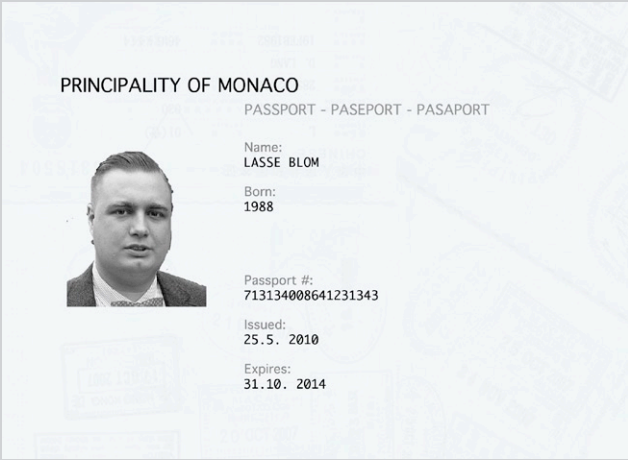 PRINCIPALITY OF MONACO
PASSPORT - PASEPORT - PASAPORT
Name:
LASSE BLOM
Born:
1988
Passport #:
713134008641231343
Issued:
25.5. 2010
Expires:
31.10. 2014